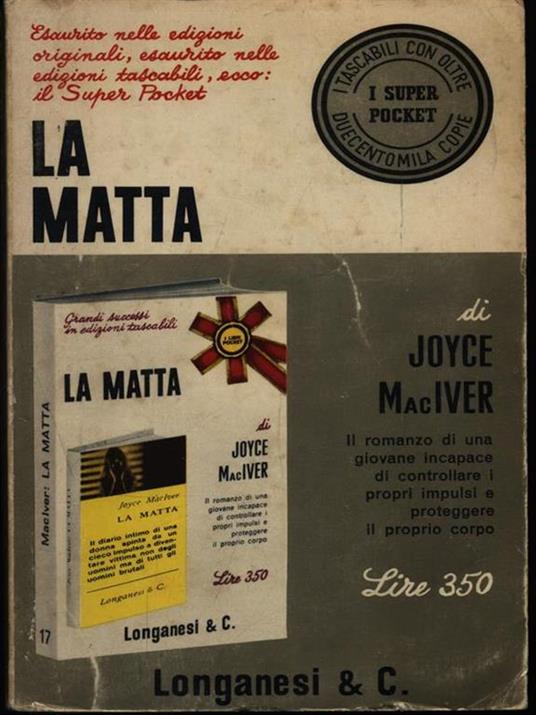 Esaurito nelle edizioni
originali, esaurito nelle
edizioni tascabili, ecco:
il Super Pocket
I TASCABILI CON OLTRE
I SUPER
POCKET
DUECENTOMILA COPIE
LA
MATTA
di
JOYCE
MacIVER
Il romanzo di una
giovane incapace
di controllare i
propri impulsi e
proteggere
il proprio corpo
Lire 350
Grandi successi
in edizioni tascabili
I LIBRI
POCKET
LA MATTA
di
JOYCE
MacIVER
Il romanzo di una
giovane incapace
di controllare i
propri impulsi e
proteggere
il proprio corpo
Lire 350
Joyce MacIver
LA MATTA
Il diario intimo di una
donna spinta da un
cieco impulso a diven-
tare vittima non degli
uomini ma di tutti gli
uomini brutali
Longanesi & C.
MacIver: LA MATTA
17
Longanesi & C.
Longanesi & C.